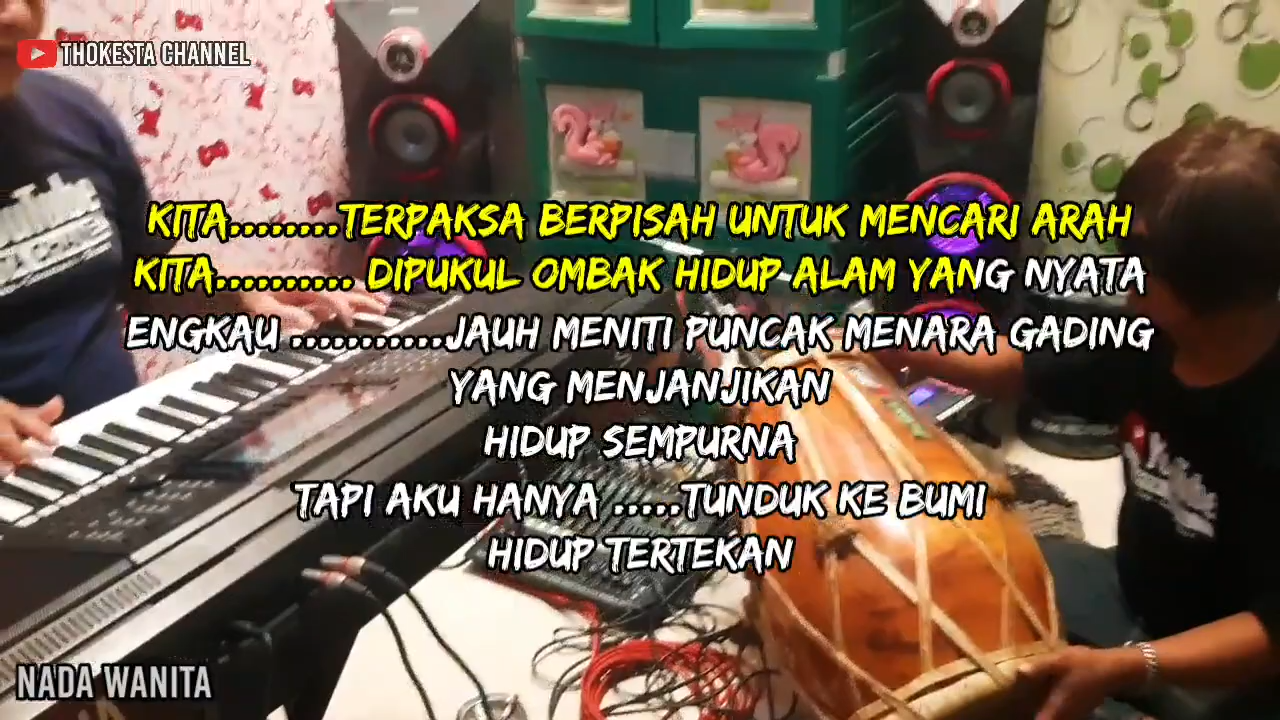 THOKESTA CHANNEL
KITA........TERPAKSA BERPISAH UNTUK MENCARI ARAH
KITA.......... DIPUKUL OMBAK HIDUP ALAM YANG NYATA
ENGKAU ...........JAUH MENITI PUNCAK MENARA GADING
YANG MENJANJIKAN
HIDUP SEMPURNA
TAPI AKU HANYA .....TUNDUK KE BUMI
HIDUP TERTEKAN
NADA WANITA